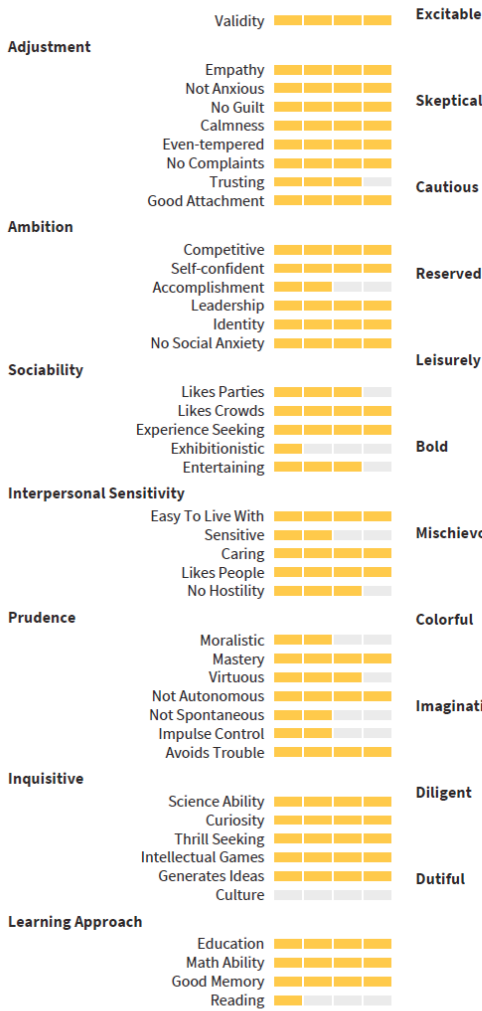 Validity
Adjustment
Empathy
Not Anxious
No Guilt
Calmness
Even-tempered
No Complaints
Trusting
Good Attachment
Ambition
Competitive
Self-confident
Accomplishment
Leadership
Identity
No Social Anxiety
Sociability
Likes Parties
Likes Crowds
Experience Seeking
Exhibitionistic
Entertaining
Interpersonal Sensitivity
Easy To Live With
Sensitive
Caring
Likes People
No Hostility
Prudence
Moralistic
Mastery
Virtuous
Not Autonomous
Not Spontaneous
Impulse Control
Avoids Trouble
Inquisitive
Science Ability
Curiosity
Thrill Seeking
Intellectual Games
Generates Ideas
Culture
Learning Approach
Education
Math Ability
Good Memory
Reading
Excitable
Skeptical
Cautious
Reserved
Leisurely
Bold
Mischievo
Colorful
Imaginati
Diligent
Dutiful